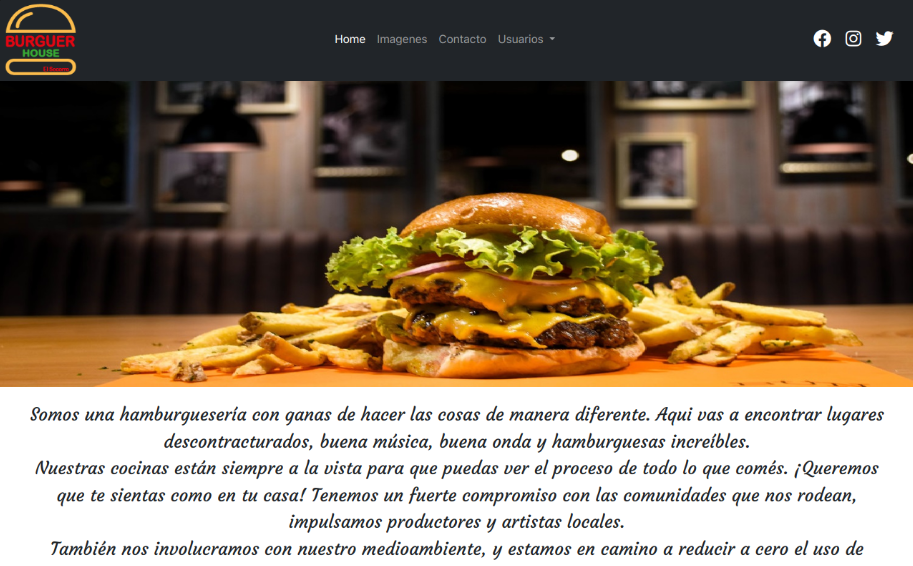 BURGUER
HOUSE
Home Imagenes Contacto Usuarios
Somos una hamburguesería con ganas de hacer las cosas de manera diferente. Aqui vas a encontrar lugares
descontracturados, buena música, buena onda y hamburguesas increíbles.
Nuestras cocinas están siempre a la vista para que puedas ver el proceso de todo lo que comés. ¡Queremos
que te sientas como en tu casa! Tenemos un fuerte compromiso con las comunidades que nos rodean,
impulsamos productores y artistas locales.
También nos involucramos con nuestro medioambiente, y estamos en camino a reducir a cero el uso de